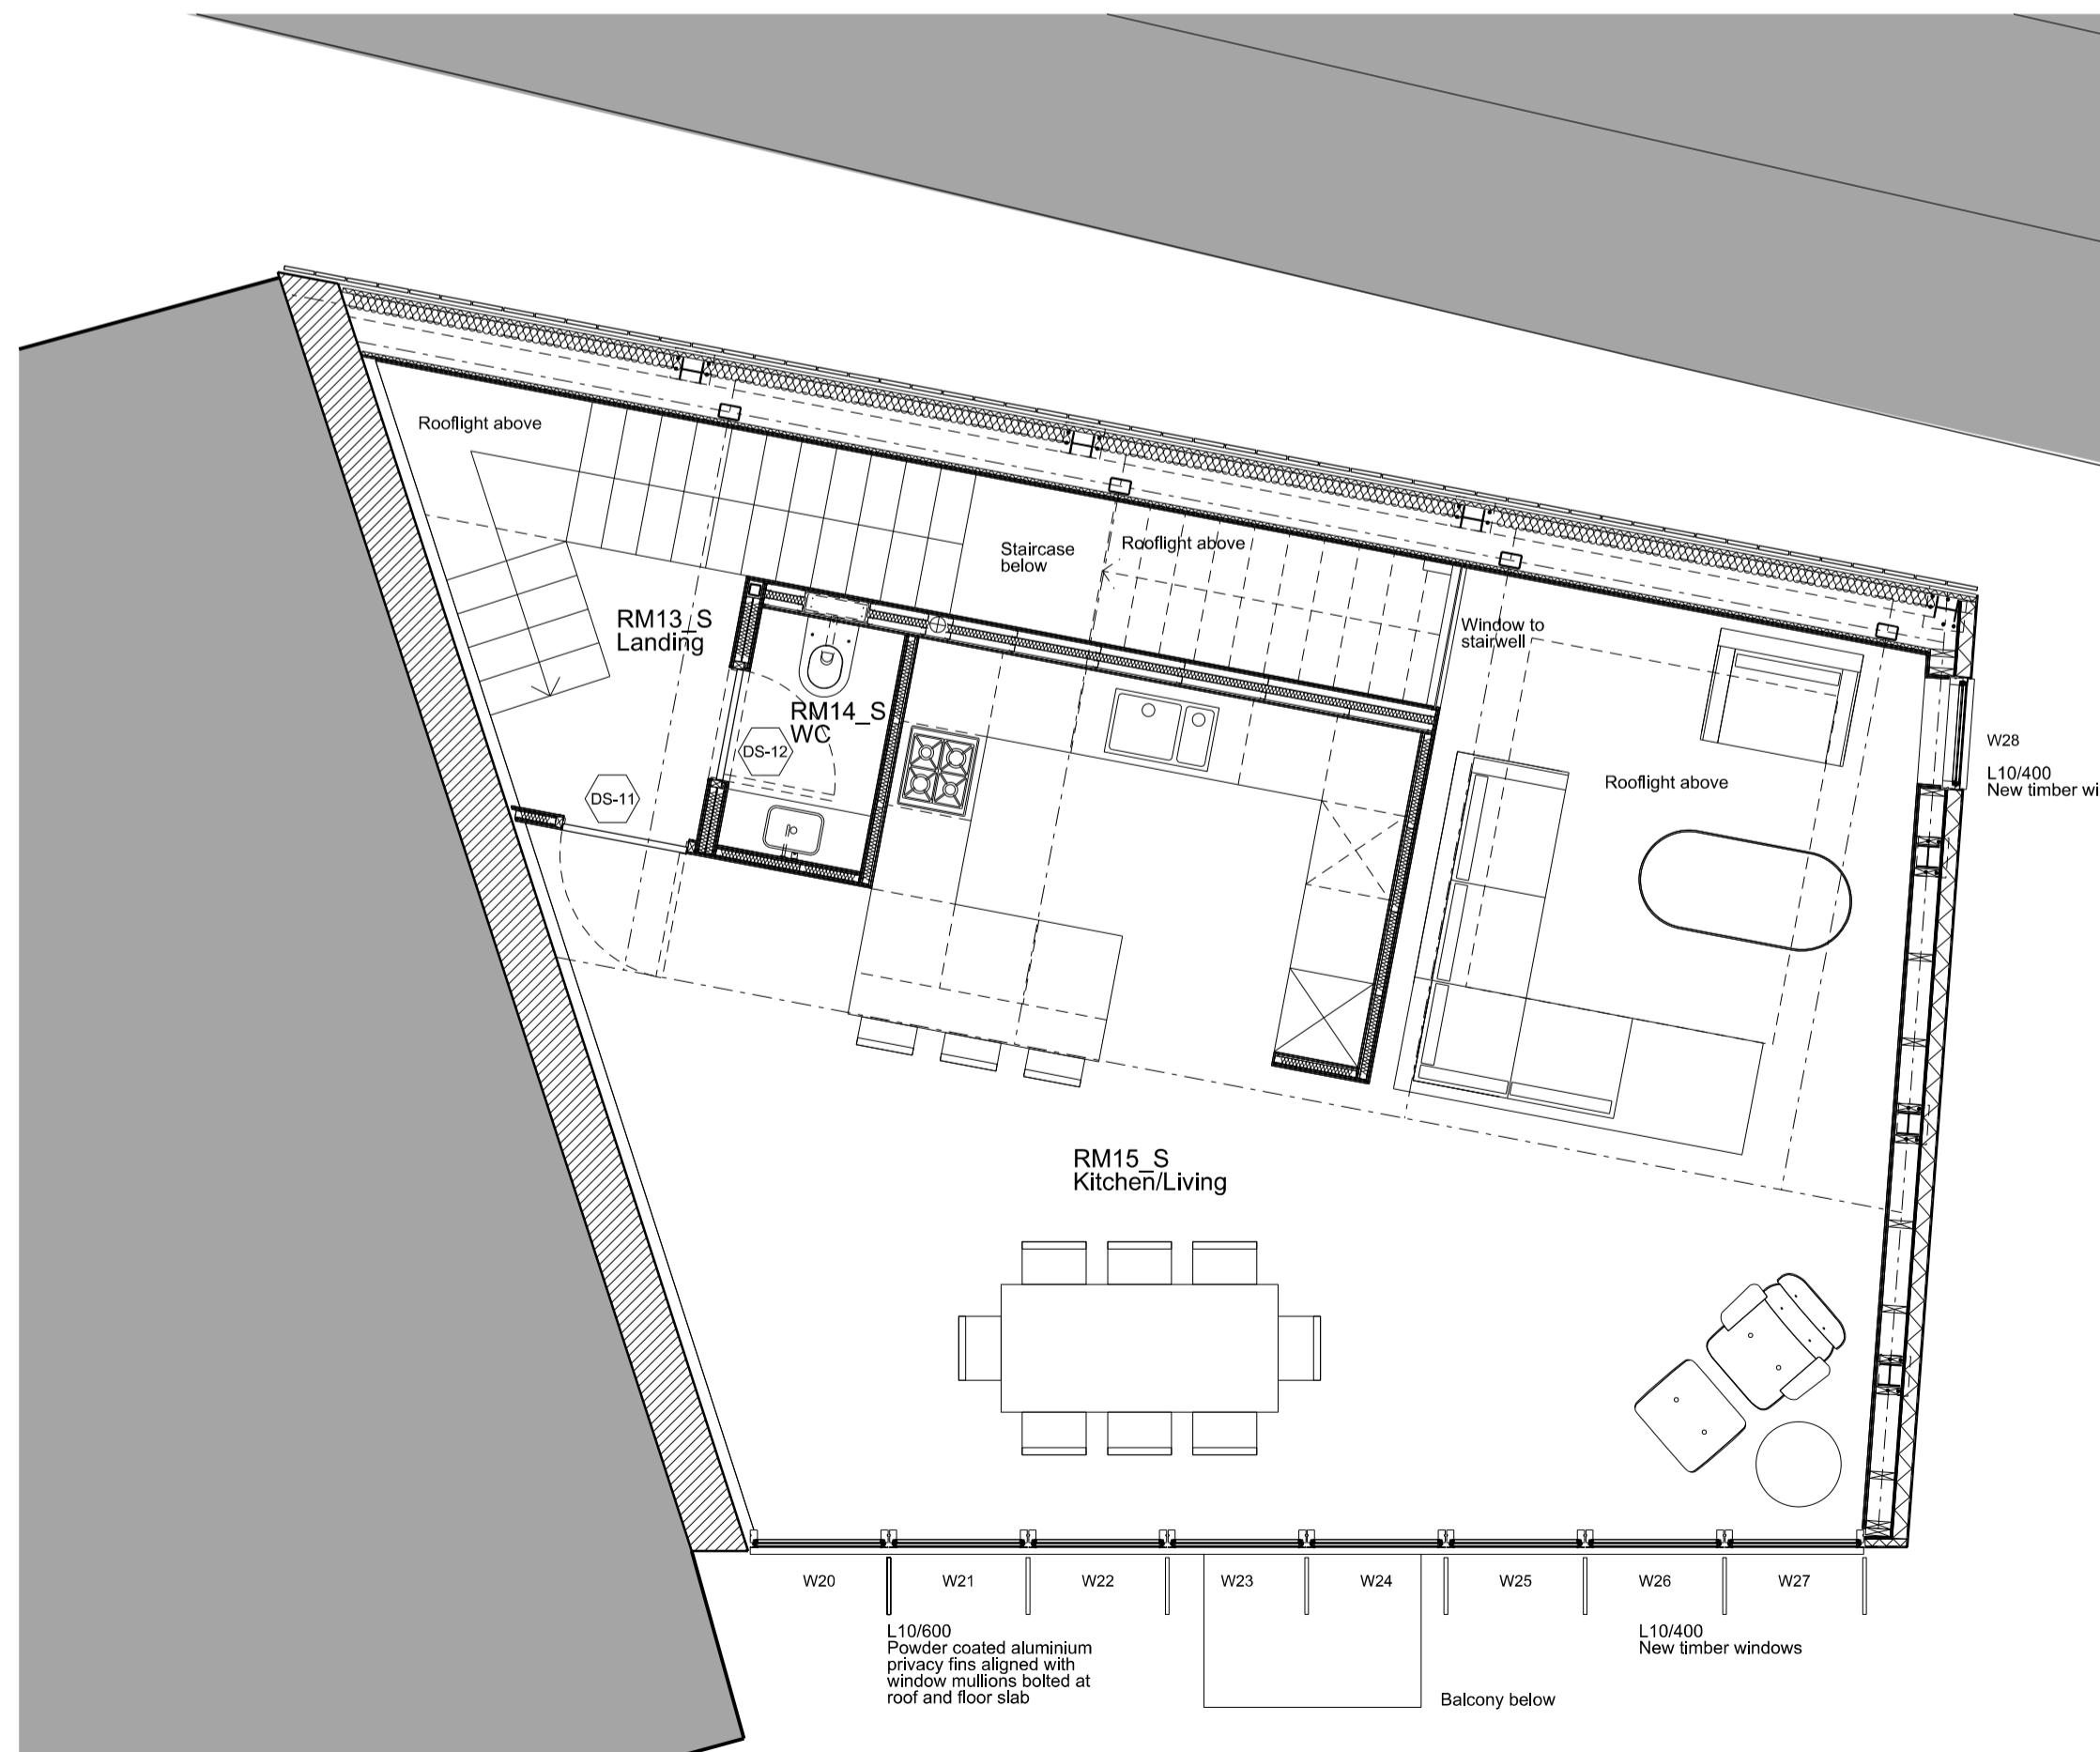 Rooflight above
Staircase
below
Rooflight above
RM13_S
Landing
Window to
stairwell
RM14_S
WC
DS-12
DS-11
W28
L10/400
New timber wi
Rooflight above
RM15_S
Kitchen/Living
W20
W21
W22
W23
W24
W25
W26
W27
L10/600
Powder coated aluminium
privacy fins aligned with
window mullions bolted at
roof and floor slab
L10/400
New timber windows
Balcony below